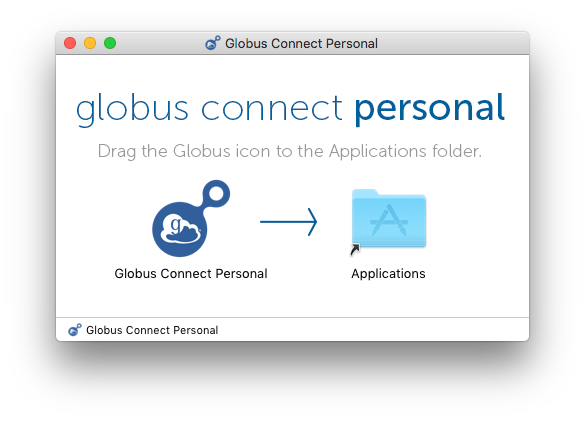 Globus Connect Personal
globus connect personal
Drag the Globus icon to the Applications folder.
g
Globus Connect Personal
Applications
Globus Connect Personal